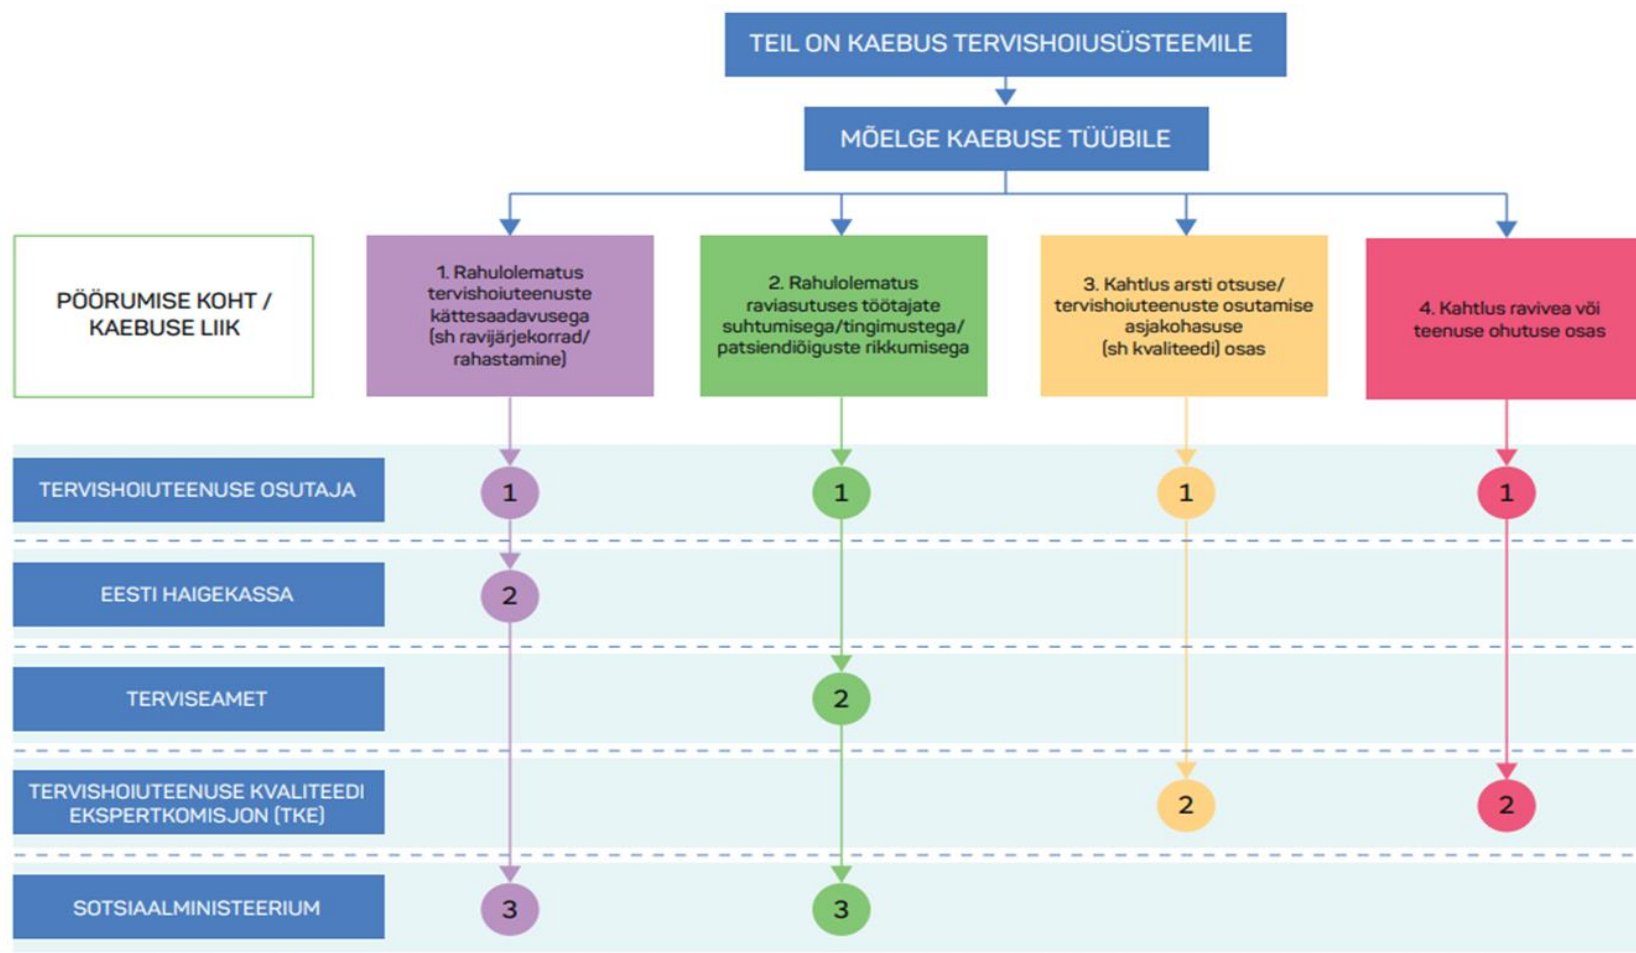 TEIL ON KAEBUS TERVISHOIUSÜSTEEMILE
MÕELGE KAEBUSE TÜÜBILE
PÖÖRUMISE KOHT /
KAEBUSE LIIK
1. Rahulolematus
tervishoiuteenuste
kättesaadavusega
(sh ravijärjekorrad/
rahastamine)
2. Rahulolematus
raviasutuses töötajate
suhtumisega/tingimustega/
patsiendiõiguste rikkumisega
3. Kahtlus arsti otsuse/
tervishoiuteenuste osutamise
asjakohasuse
(sh kvaliteedi) osas
4. Kahtlus ravivea või
teenuse ohutuse osas
TERVISHOIUTEENUSE OSUTAJA
1
1
1
1
EESTI HAIGEKASSA
2
TERVISEAMET
2
TERVISHOIUTEENUSE KVALITEEDI
EKSPERTKOMISJON (TKE)
2
2
SOTSIAALMINISTEERIUM
3
3